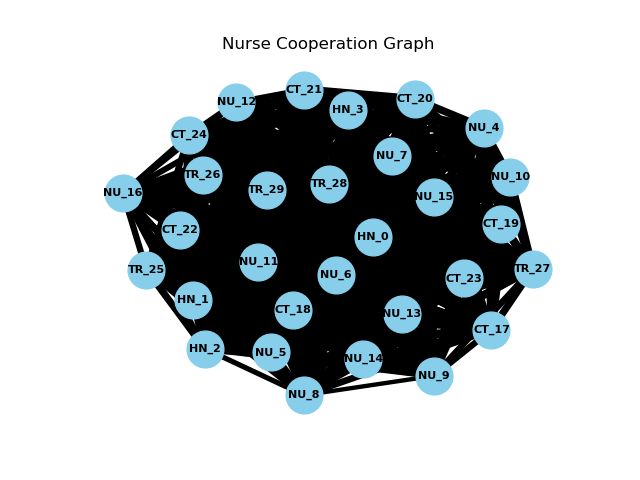 Nurse Cooperation Graph
CT_21
NU_12
CT_20
HN_3
NU_4
CT_24
NU_7
TR_26
NU_10
TR_28
TR_29
NU_16
NU_15
CT_19
CT_22
HN_0
NU_11
TR_25
TR_27
NU_6
CT_23
HN_1
CT_18
NU_13
CT_17
HN_2
NU_5
NU_14
NU_9
NU_8